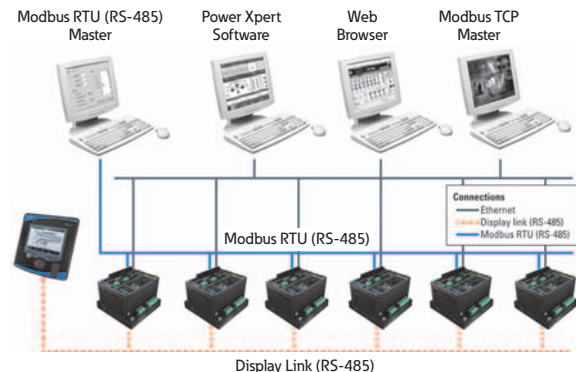 Modbus RTU (RS-485)
Master
Power Xpert
Software
Web
Browser
Modbus TCP
Master
Connections
Ethernet
Display link (RS-485)
Modbus RTU (RS-485)
Modbus RTU (RS-485)
Display Link (RS-485)